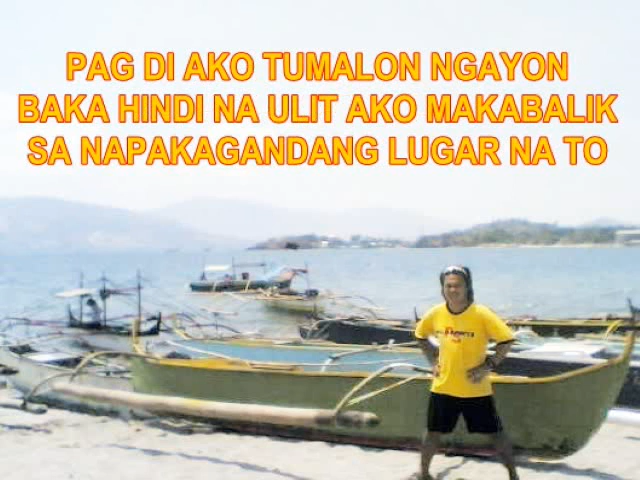 PAG DI AKO TUMALON NGAYON
BAKA HINDI NA ULIT AKO MAKABALIK
SA NAPAKAGANDANG LUGAR NA TO